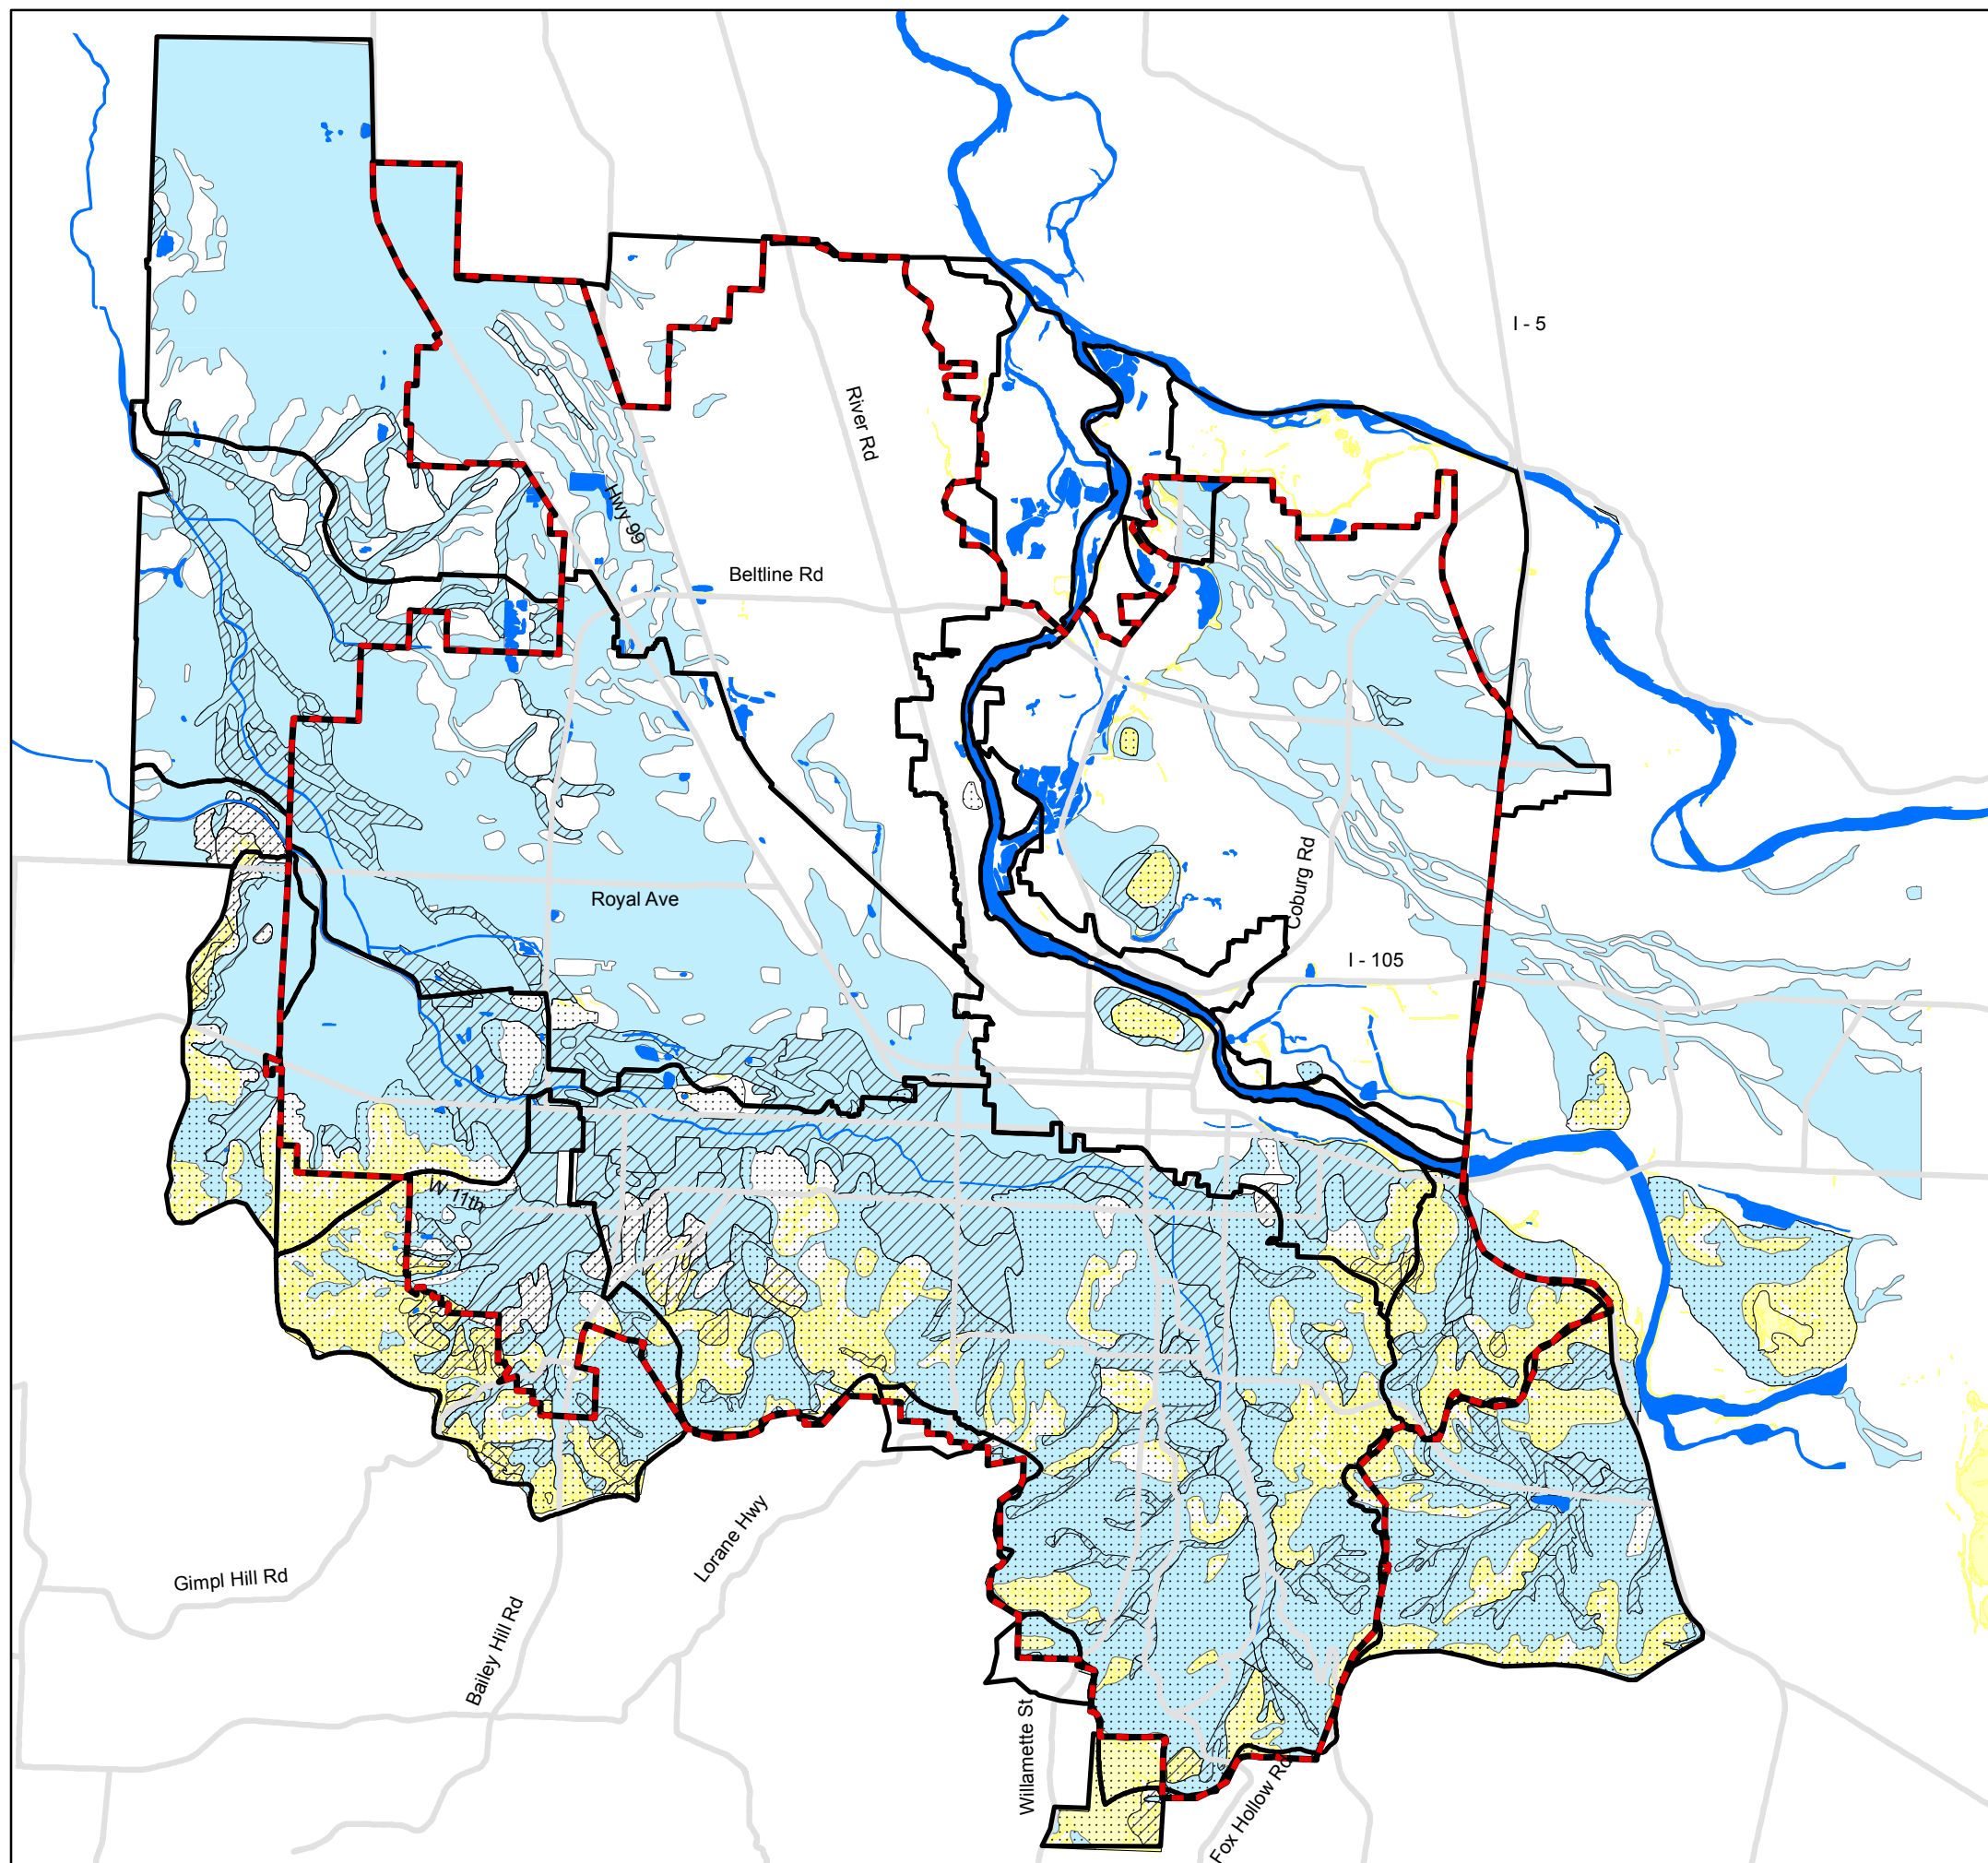 I - 5
River Rd
Hwy 99
Beltline Rd
Coburg Rd
Royal Ave
I - 105
W 11th
Lorane Hwy
Gimpl Hill Rd
Bailey Hill Rd
Willamette St
Fox Hollow Rd